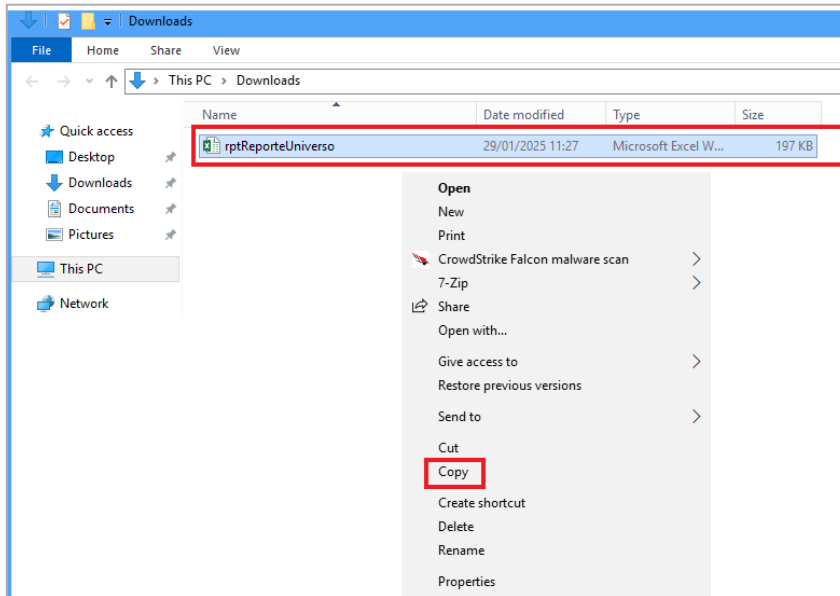 Downloads
File Home Share View
This PC > Downloads
Name Date modified Type Size
Quick access
Desktop
Downloads
Documents
Pictures
This PC
Network
rptReporteUniverso 29/01/2025 11:27 Microsoft Excel W... 197 KB
Open
New
Print
CrowdStrike Falcon malware scan
7-Zip
Share
Open with...
Give access to
Restore previous versions
Send to
Cut
Copy
Create shortcut
Delete
Rename
Properties